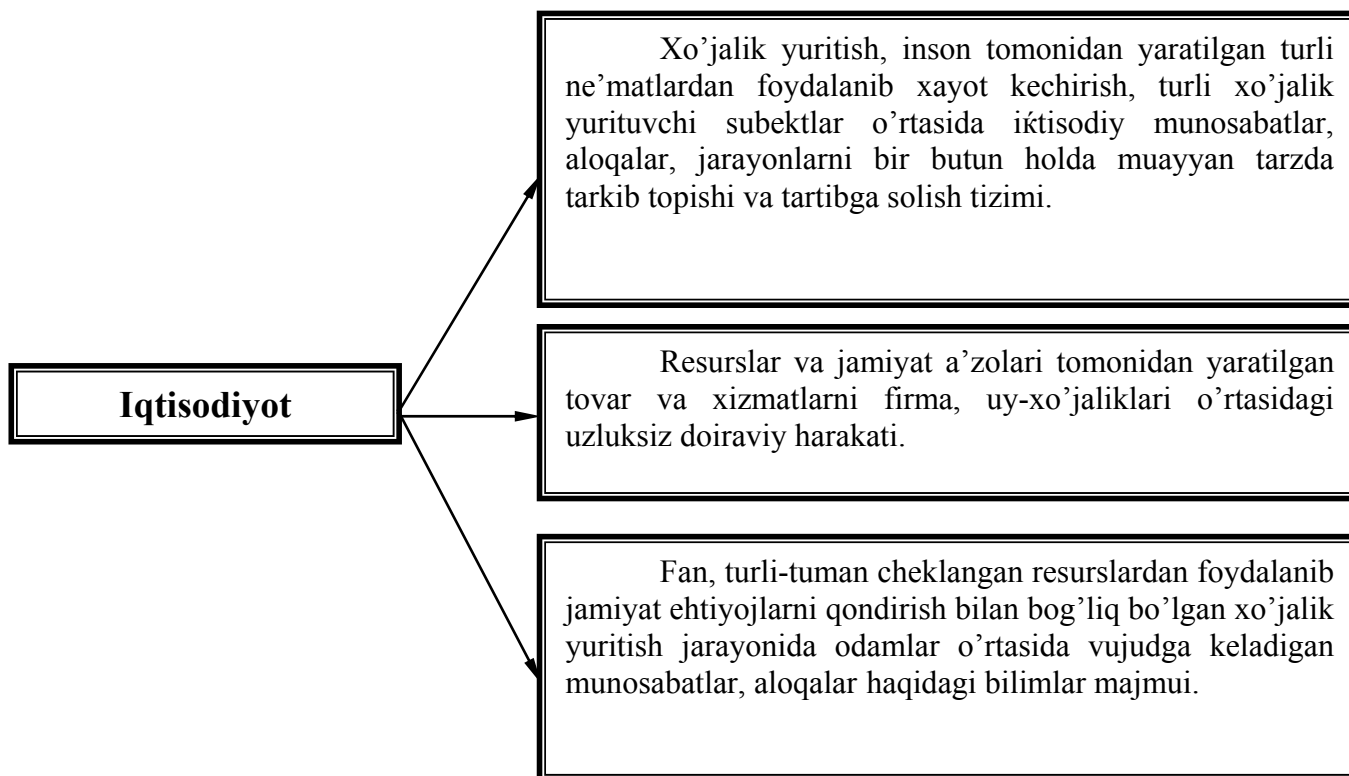 Xo’jalik yuritish, inson tomonidan yaratilgan turli
ne’matlardan foydalanib xayot kechirish, turli xo’jalik
yurituvchi subektlar o’rtasida iḱtisodiy munosabatlar,
aloqalar, jarayonlarni bir butun holda muayyan tarzda
tarkib topishi va tartibga solish tizimi.
Iqtisodiyot
Resurslar va jamiyat a’zolari tomonidan yaratilgan
tovar va xizmatlarni firma, uy-xo’jaliklari o’rtasidagi
uzluksiz doiraviy harakati.
Fan, turli-tuman cheklangan resurslardan foydalanib
jamiyat ehtiyojlarni qondirish bilan bog’liq bo’lgan xo’jalik
yuritish jarayonida odamlar o’rtasida vujudga keladigan
munosabatlar, aloqalar haqidagi bilimlar majmui.